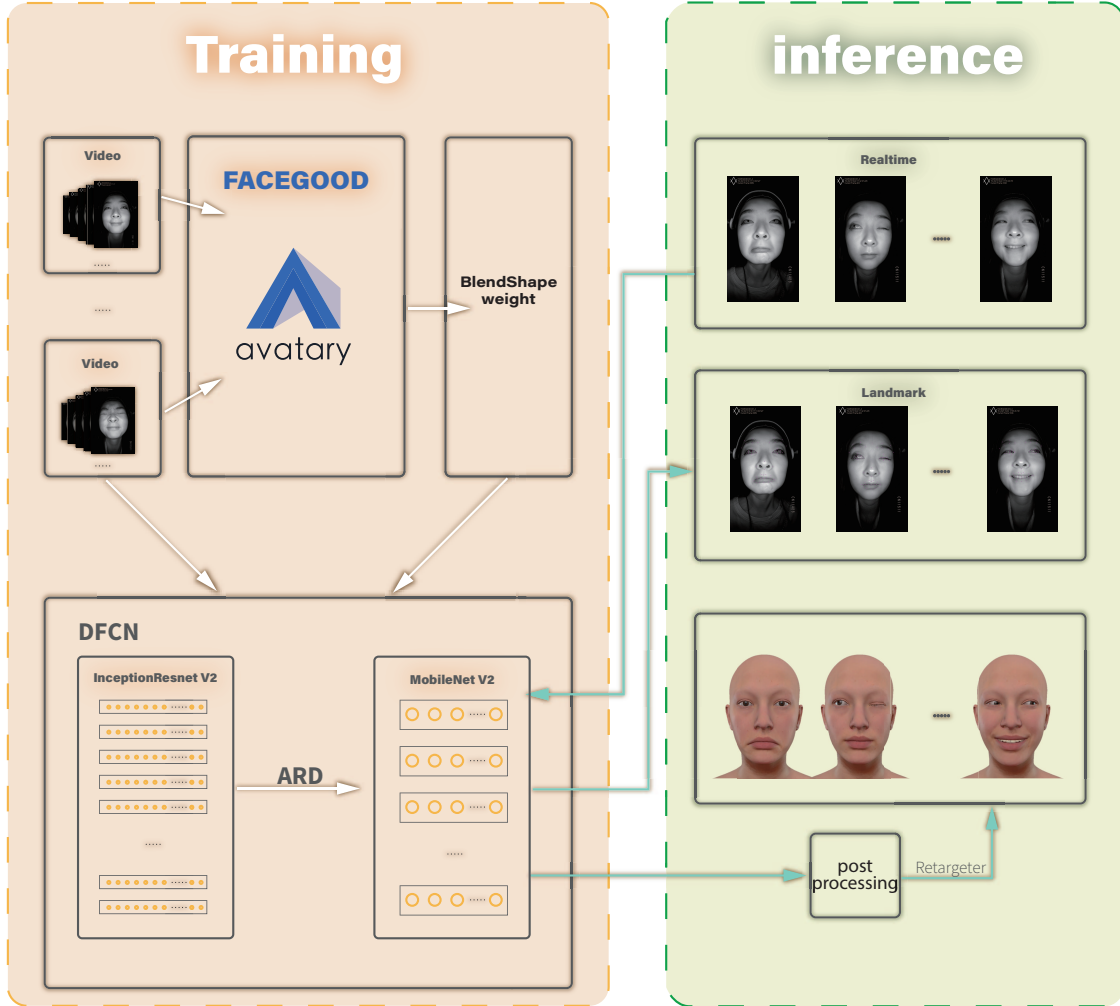 Training
Video
.....
.....
Video
.....
FACEGOOD
avatary
BlendShape
weight
DFCN
InceptionResnet V2
.....
.....
.....
.....
.....
.....
.....
.....
ARD
MobileNet V2
.....
.....
.....
.....
.....
inference
Realtime
.....
Landmark
.....
.....
post
processing
Retargeter